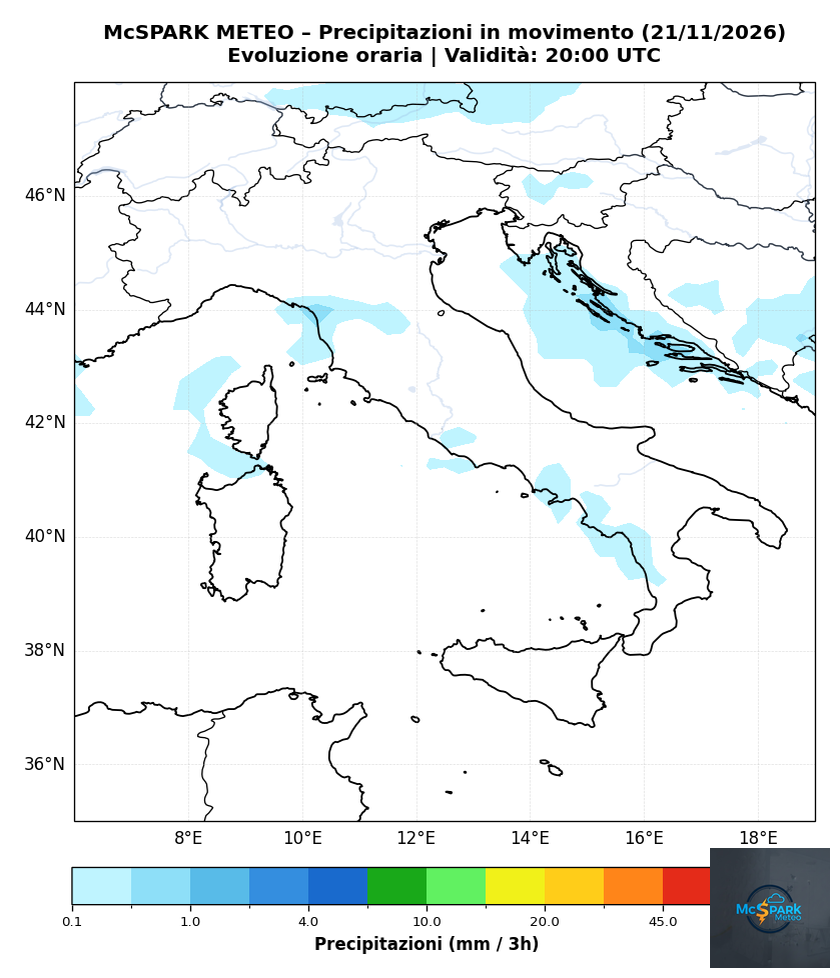 McSPARK METEO – Precipitazioni in movimento (21/11/2026)
Evoluzione oraria | Validità: 20:00 UTC
46°N
44°N
42°N
40°N
38°N
36°N
8°E 10°E 12°E 14°E 16°E 18°E
0.1 1.0 4.0 10.0 20.0 45.0
Precipitazioni (mm / 3h)
McSPARK
Meteo